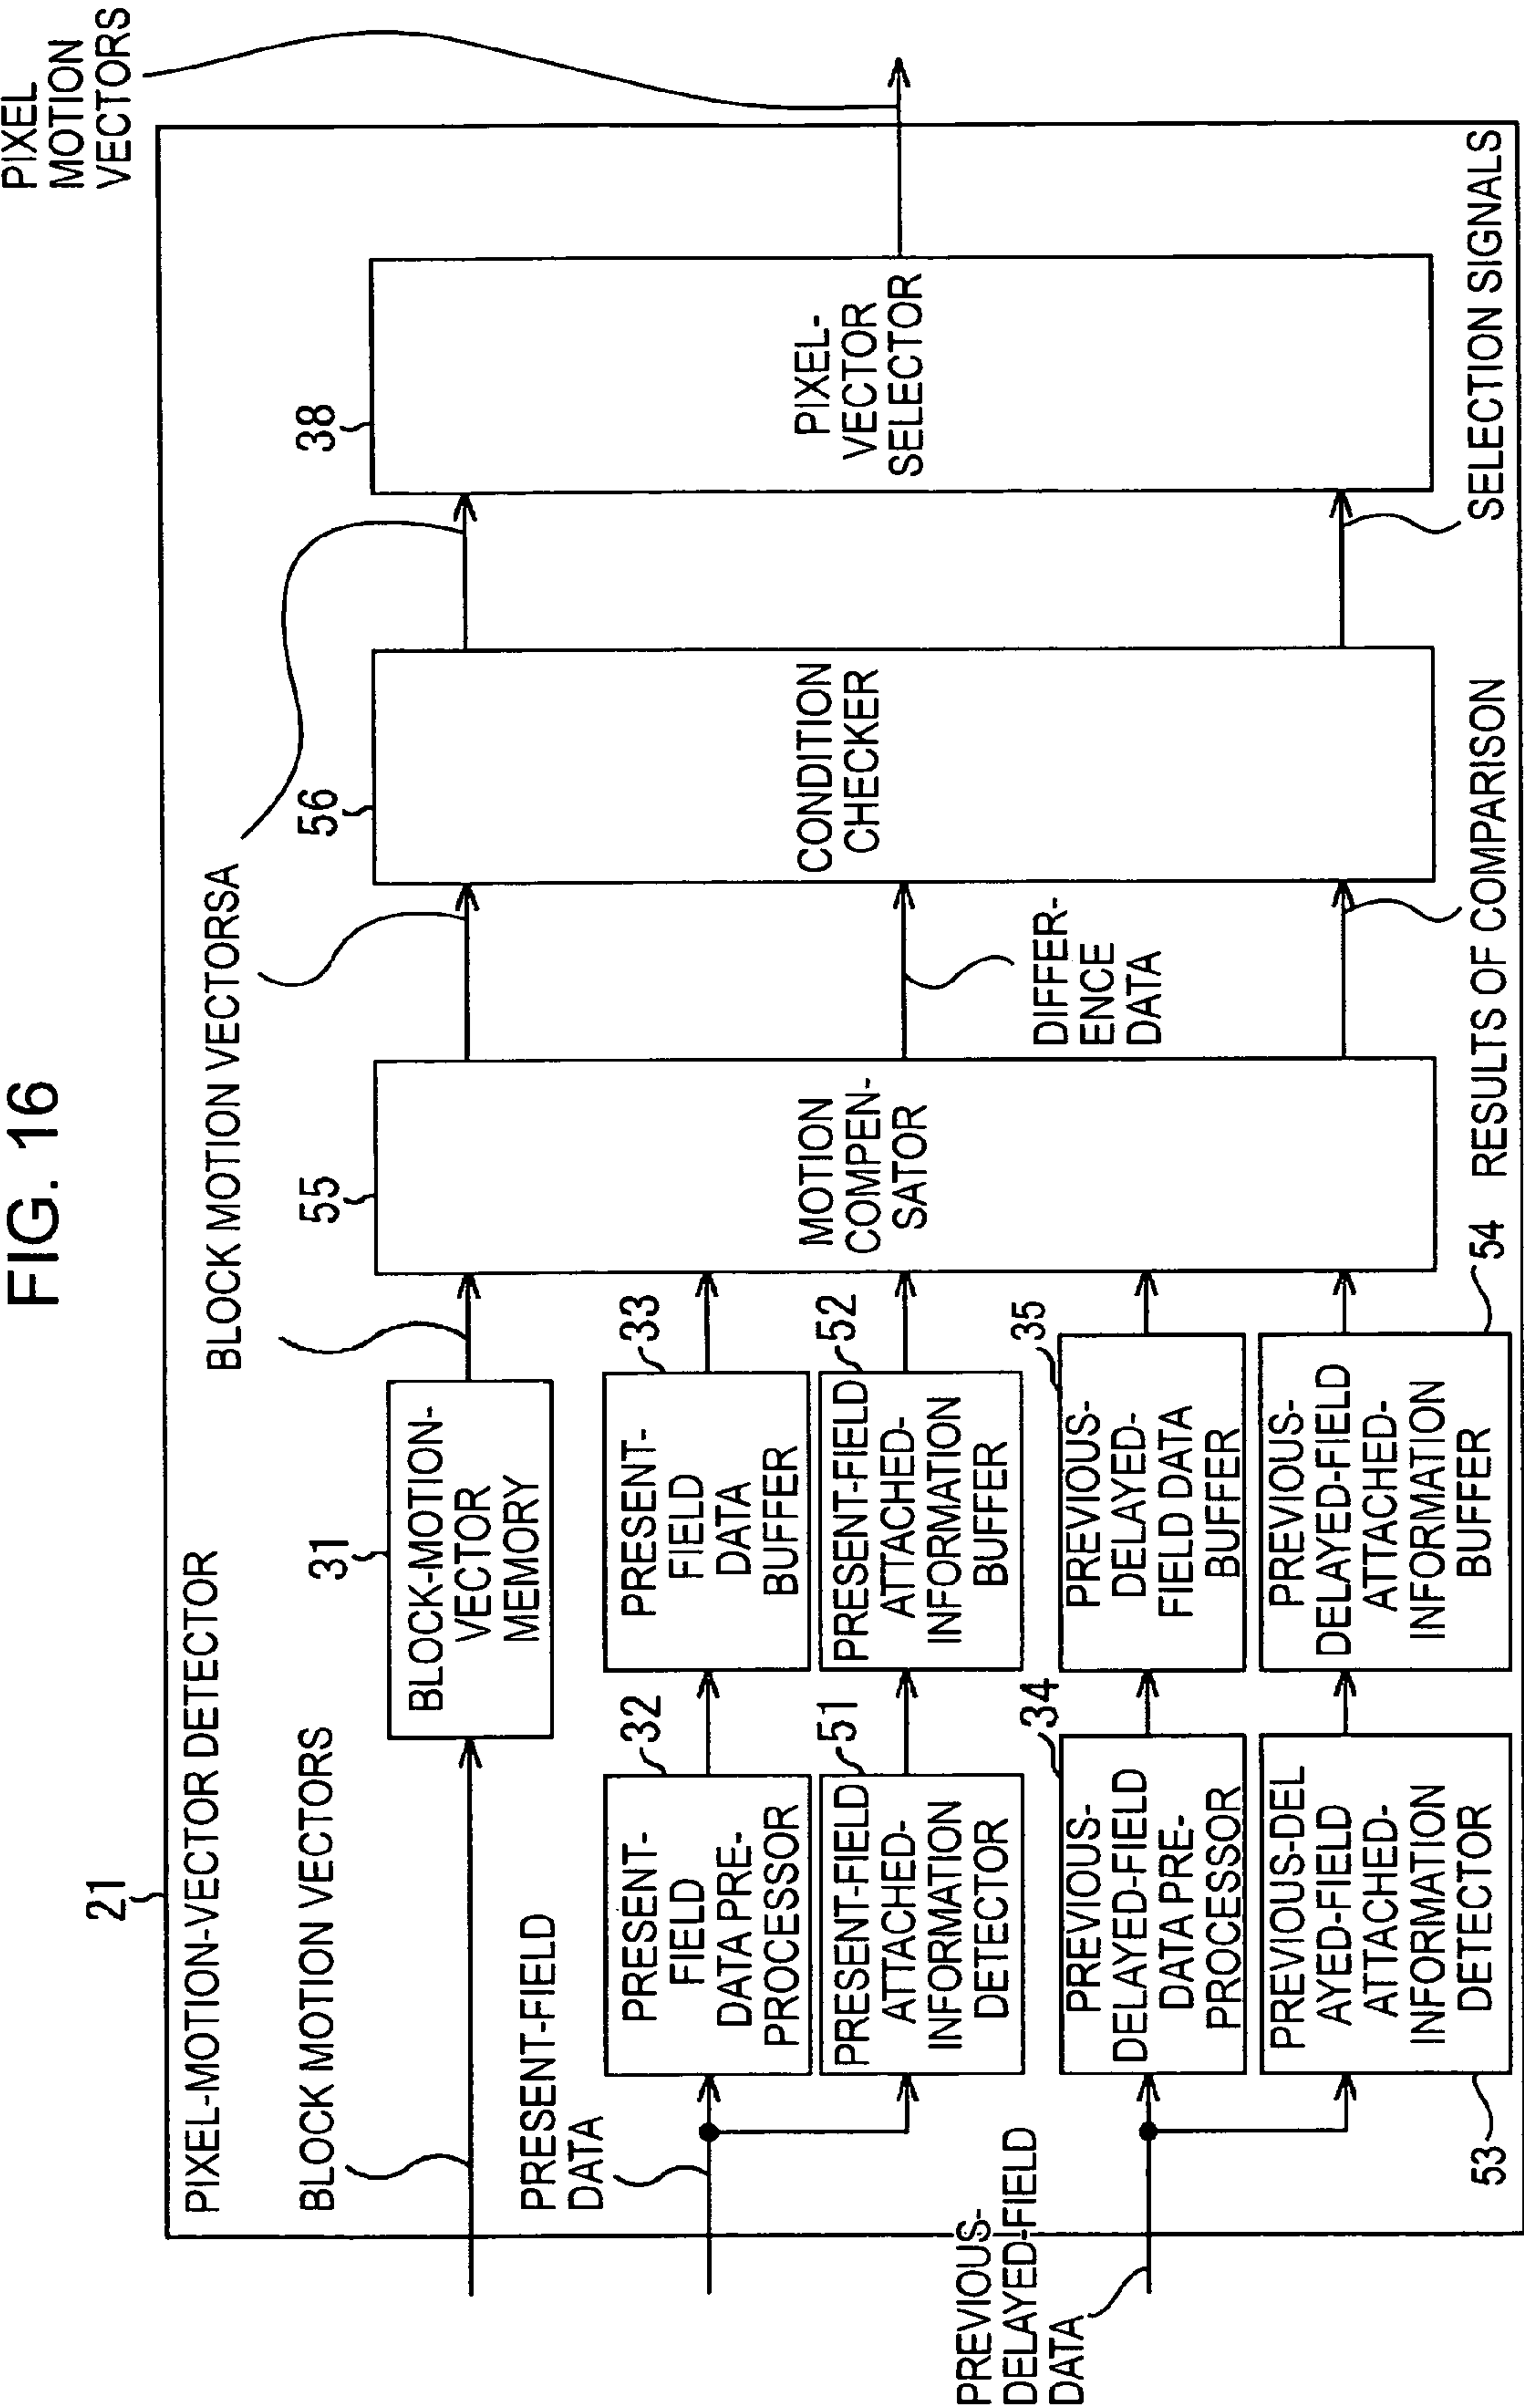 FIG. 16
21
PIXEL-MOTION-VECTOR DETECTOR
PIXEL
MOTION
VECTORS
BLOCK MOTION VECTORS
BLOCK MOTION VECTORSA
31
BLOCK-MOTION-
VECTOR
MEMORY
55
MOTION
COMPEN-
SATOR
56
CONDITION
CHECKER
38
PIXEL-
VECTOR
SELECTOR
PRESENT-FIELD
DATA
32
PRESENT-
FIELD
DATA PRE-
PROCESSOR
33
PRESENT-
FIELD
DATA
BUFFER
51
PRESENT-FIELD
ATTACHED-
INFORMATION
DETECTOR
52
PRESENT-FIELD
ATTACHED-
INFORMATION
BUFFER
DIFFER-
ENCE
DATA
PREVIOUS-
DELAYED-FIELD
DATA
34
PREVIOUS-
DELAYED-FIELD
DATA PRE-
PROCESSOR
35
PREVIOUS-
DELAYED-
FIELD DATA
BUFFER
PREVIOUS-DEL
AYED-FIELD
ATTACHED-
INFORMATION
DETECTOR
53
PREVIOUS-
DELAYED-FIELD
ATTACHED-
INFORMATION
BUFFER
54
RESULTS OF COMPARISON
SELECTION SIGNALS